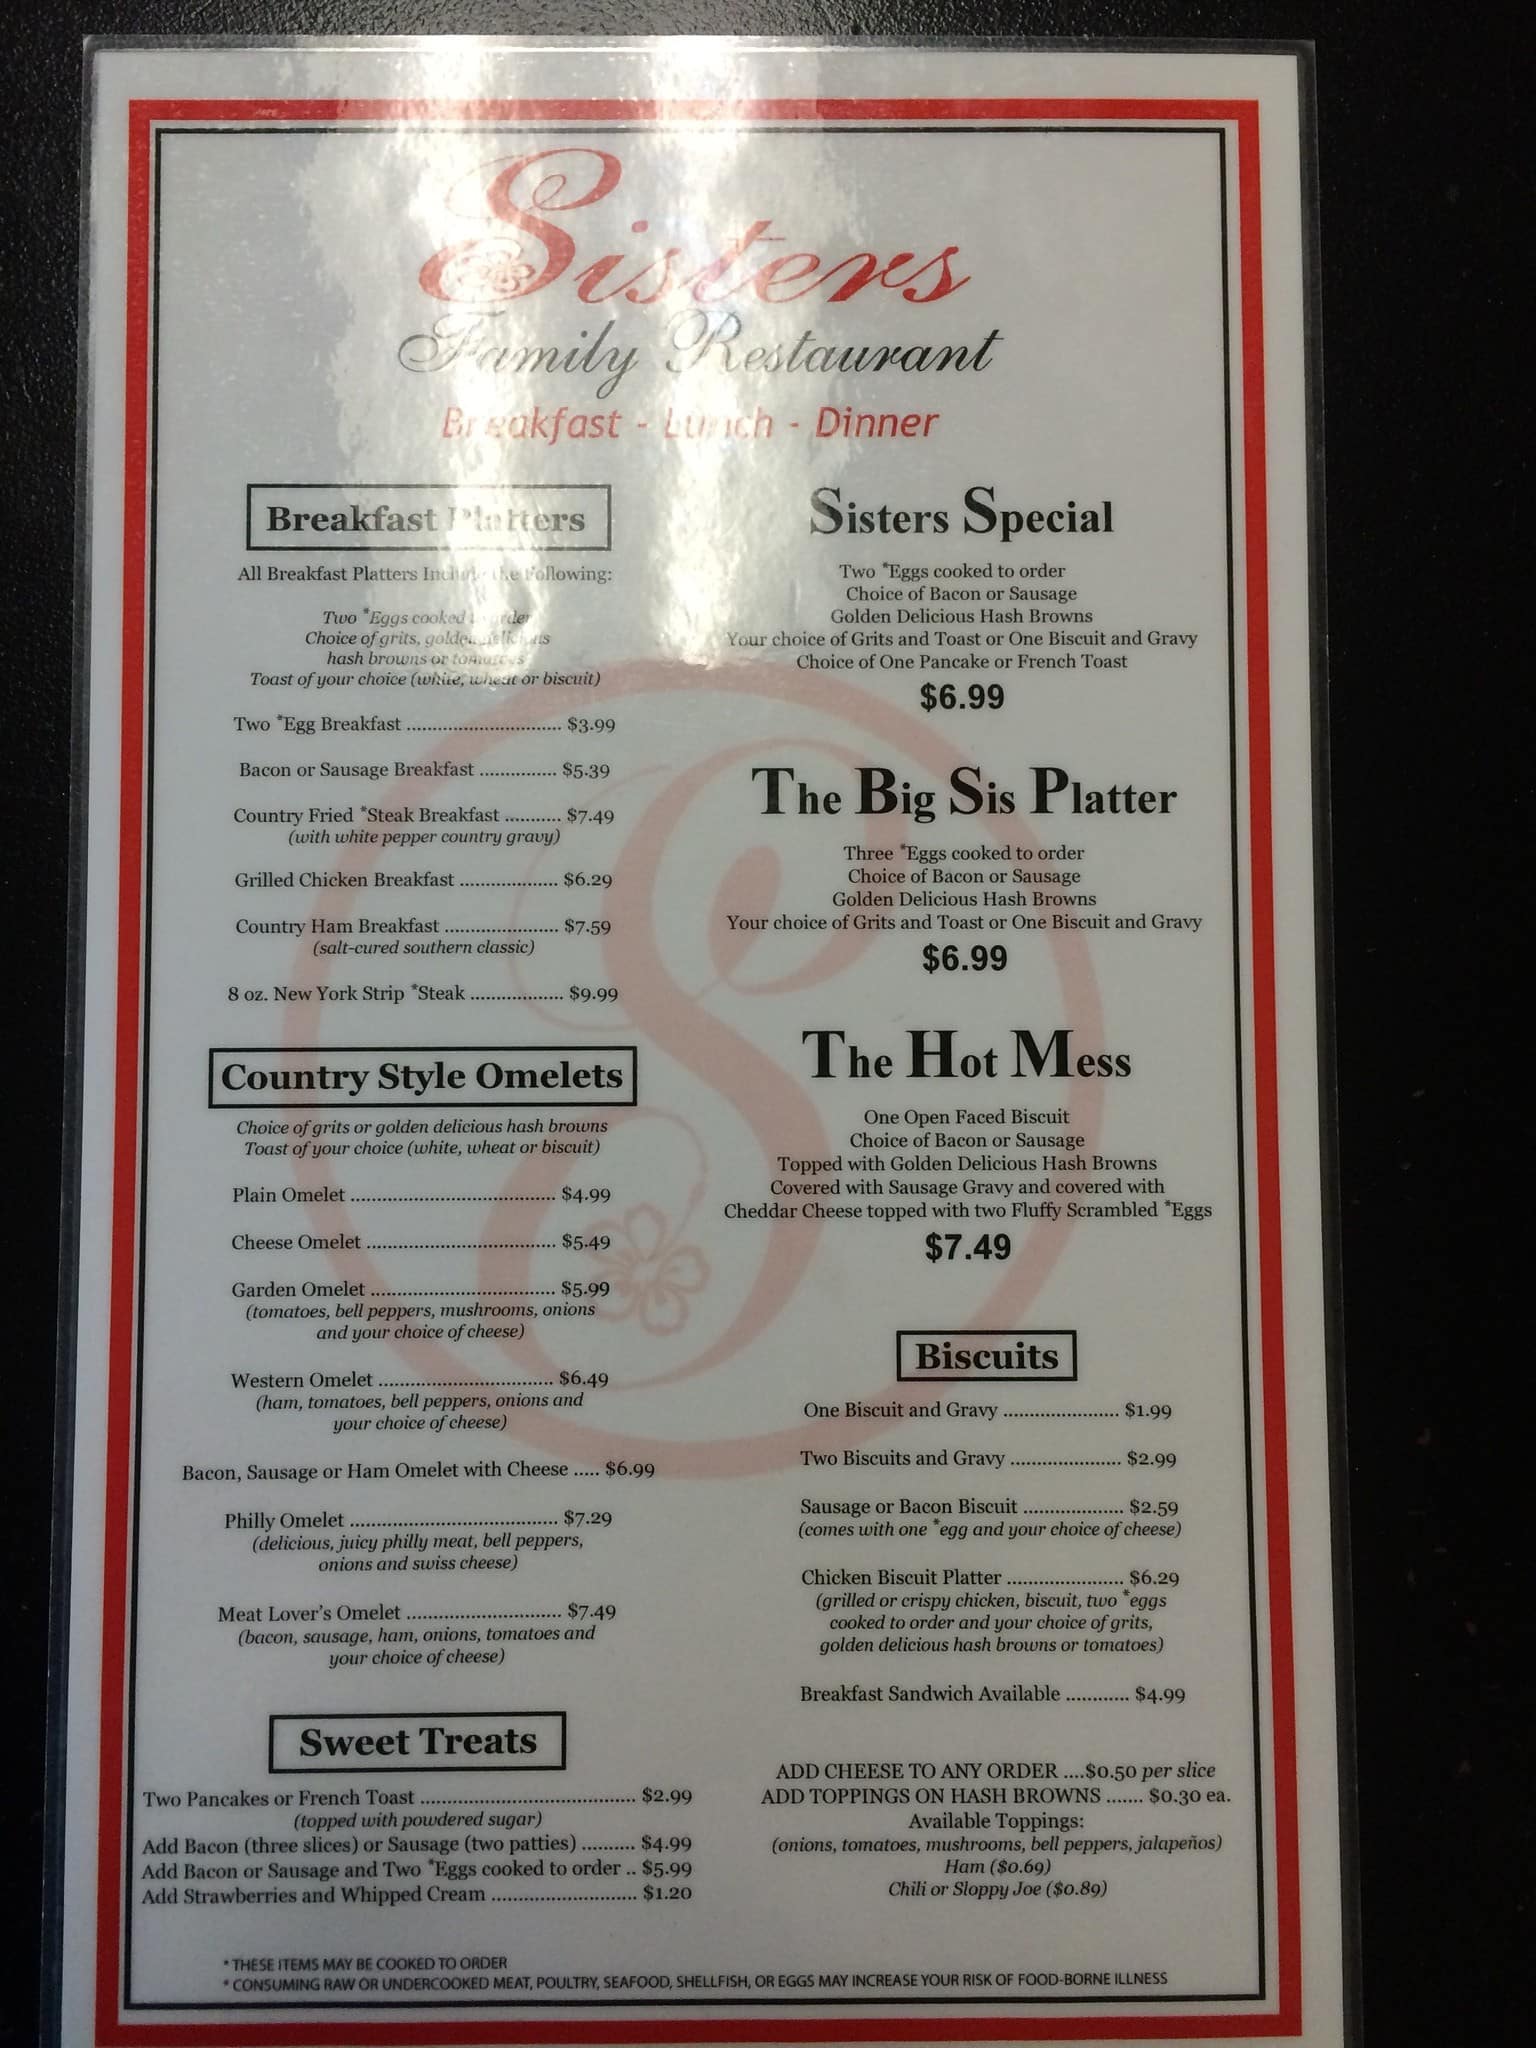 Sisters
Family Restaurant
Breakfast - Lunch - Dinner
Breakfast Platters
All Breakfast Platters Include the Following:
Two *Eggs cooked to order
Choice of grits, golden delicious
hash browns or tomatoes
Toast of your choice (white, wheat or biscuit)
Two *Egg Breakfast ............................. $3.99
Bacon or Sausage Breakfast ............... $5.39
Country Fried *Steak Breakfast ........... $7.49
(with white pepper country gravy)
Grilled Chicken Breakfast ................... $6.29
Country Ham Breakfast ...................... $7.59
(salt-cured southern classic)
8 oz. New York Strip *Steak .................. $9.99
Country Style Omelets
Choice of grits or golden delicious hash browns
Toast of your choice (white, wheat or biscuit)
Plain Omelet ....................................... $4.99
Cheese Omelet .................................... $5.49
Garden Omelet ................................... $5.99
(tomatoes, bell peppers, mushrooms, onions
and your choice of cheese)
Western Omelet ................................. $6.49
(ham, tomatoes, bell peppers, onions and
your choice of cheese)
Bacon, Sausage or Ham Omelet with Cheese ..... $6.99
Philly Omelet ....................................... $7.29
(delicious, juicy philly meat, bell peppers,
onions and swiss cheese)
Meat Lover's Omelet ............................. $7.49
(bacon, sausage, ham, onions, tomatoes and
your choice of cheese)
Sweet Treats
Two Pancakes or French Toast ......................................... $2.99
(topped with powdered sugar)
Add Bacon (three slices) or Sausage (two patties) .......... $4.99
Add Bacon or Sausage and Two *Eggs cooked to order .. $5.99
Add Strawberries and Whipped Cream ............................ $1.20
Sisters Special
Two *Eggs cooked to order
Choice of Bacon or Sausage
Golden Delicious Hash Browns
Your choice of Grits and Toast or One Biscuit and Gravy
Choice of One Pancake or French Toast
$6.99
The Big Sis Platter
Three *Eggs cooked to order
Choice of Bacon or Sausage
Golden Delicious Hash Browns
Your choice of Grits and Toast or One Biscuit and Gravy
$6.99
The Hot Mess
One Open Faced Biscuit
Choice of Bacon or Sausage
Topped with Golden Delicious Hash Browns
Covered with Sausage Gravy and covered with
Cheddar Cheese topped with two Fluffy Scrambled *Eggs
$7.49
Biscuits
One Biscuit and Gravy ...................... $1.99
Two Biscuits and Gravy ..................... $2.99
Sausage or Bacon Biscuit ................... $2.59
(comes with one *egg and your choice of cheese)
Chicken Biscuit Platter ...................... $6.29
(grilled or crispy chicken, biscuit, two *eggs
cooked to order and your choice of grits,
golden delicious hash browns or tomatoes)
Breakfast Sandwich Available ............ $4.99
ADD CHEESE TO ANY ORDER ....$0.50 per slice
ADD TOPPINGS ON HASH BROWNS ....... $0.30 ea.
Available Toppings:
(onions, tomatoes, mushrooms, bell peppers, jalapeños)
Ham ($0.69)
Chili or Sloppy Joe ($0.89)
* THESE ITEMS MAY BE COOKED TO ORDER
* CONSUMING RAW OR UNDERCOOKED MEAT, POULTRY, SEAFOOD, SHELLFISH, OR EGGS MAY INCREASE YOUR RISK OF FOOD-BORNE ILLNESS